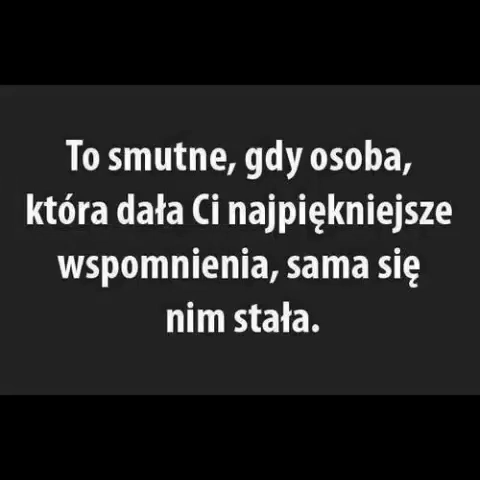 To smutne, gdy osoba,
która dała Ci najpiękniejsze
wspomnienia, sama się
nim stała.